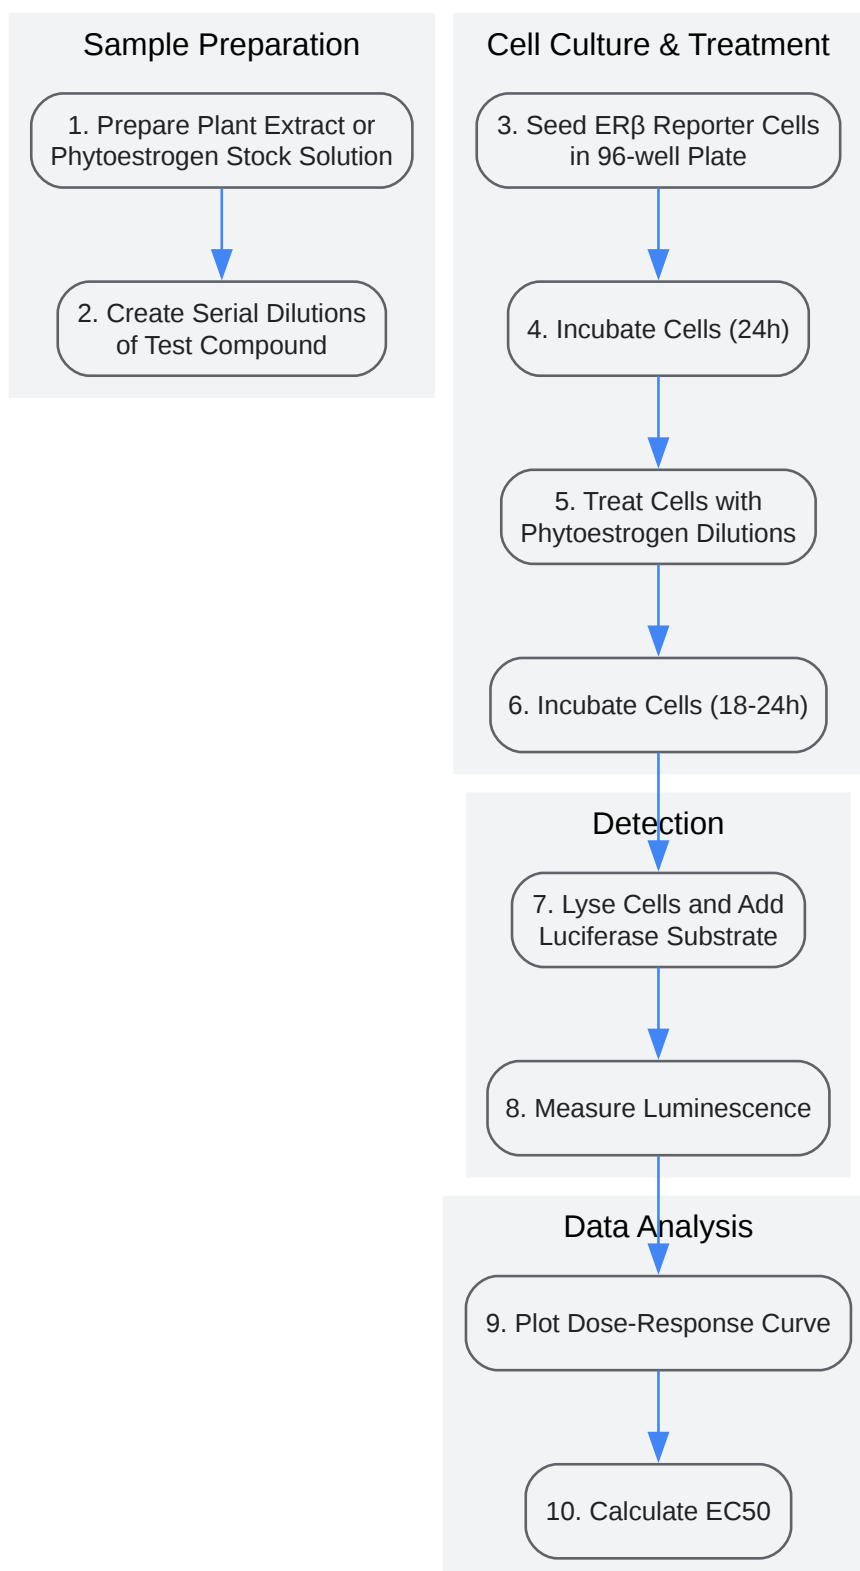 Sample Preparation
1. Prepare Plant Extract or
Phytoestrogen Stock Solution
2. Create Serial Dilutions
of Test Compound
Cell Culture & Treatment
3. Seed ERβ Reporter Cells
in 96-well Plate
4. Incubate Cells (24h)
5. Treat Cells with
Phytoestrogen Dilutions
6. Incubate Cells (18-24h)
Detection
7. Lyse Cells and Add
Luciferase Substrate
8. Measure Luminescence
Data Analysis
9. Plot Dose-Response Curve
10. Calculate EC50